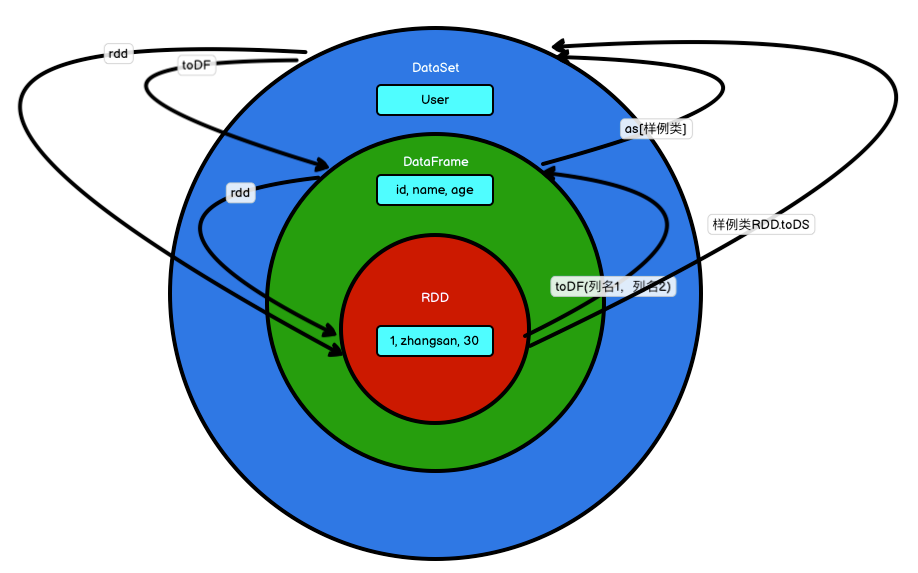 rdd
toDF
DataSet
User
as[样例类]
DataFrame
id, name, age
rdd
样例类RDD.toDS
toDF(列名1，列名2)
RDD
1, zhangsan, 30